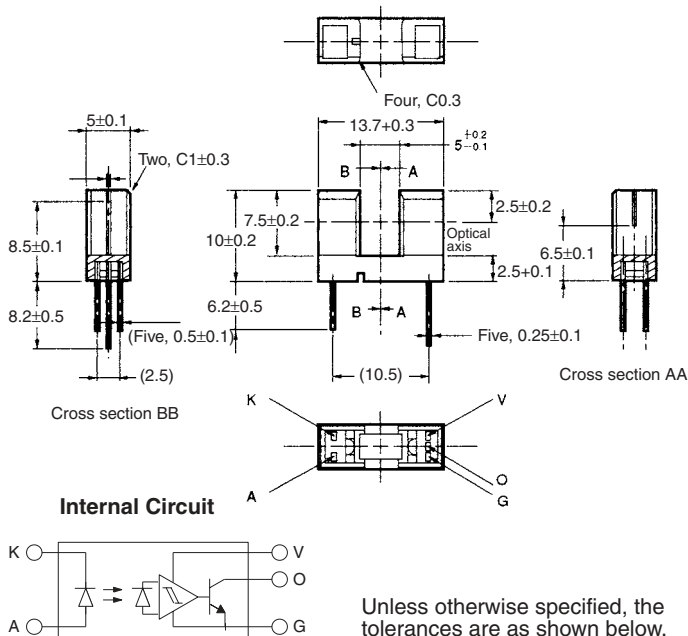 Four, C0.3
5±0.1
13.7+0.3
5 +0.2 -0.1
Two, C1±0.3
B A
8.5±0.1
7.5±0.2
10±0.2
2.5±0.2
Optical
axis
6.5±0.1
2.5+0.1
8.2±0.5
6.2±0.5
(Five, 0.5±0.1)
B A
Five, 0.25±0.1
(2.5)
(10.5)
Cross section AA
Cross section BB
K V
A O
G
Internal Circuit
K V
O
A G
Unless otherwise specified, the
tolerances are as shown below.